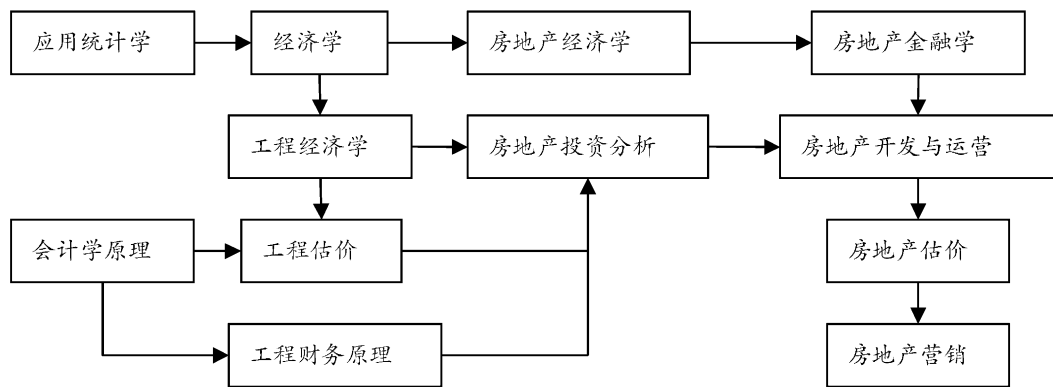 应用统计学
经济学
房地产经济学
房地产金融学
工程经济学
房地产投资分析
房地产开发与运营
会计学原理
工程估价
房地产估价
工程财务原理
房地产营销